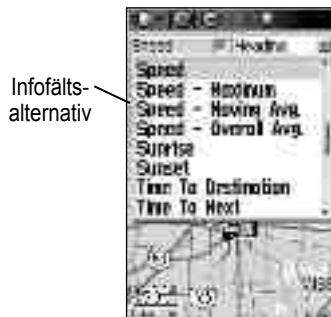 Infofälts-
alternativ
Speed
Heading
Speed
Speed - Maximum
Speed - Moving Avg.
Speed - Overall Avg.
Sunrise
Sunset
Time To Destination
Time To Next